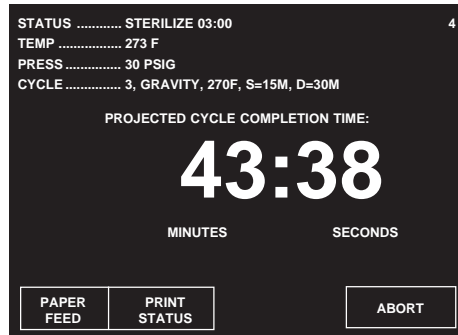 STATUS ............ STERILIZE 03:00 4
TEMP ................ 273 F
PRESS............... 30 PSIG
CYCLE............... 3, GRAVITY, 270F, S=15M, D=30M
PROJECTED CYCLE COMPLETION TIME:
43:38
MINUTES SECONDS
PAPER FEED
PRINT STATUS
ABORT